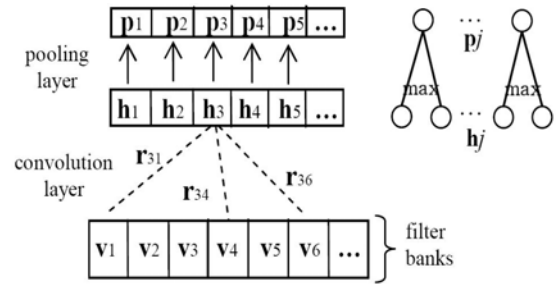 p1 p2 p3 p4 p5 ...
pooling
layer
h1 h2 h3 h4 h5 ...
r31
r34
r36
convolution
layer
v1 v2 v3 v4 v5 v6 ...
filter
banks
... pj
max max
... hj